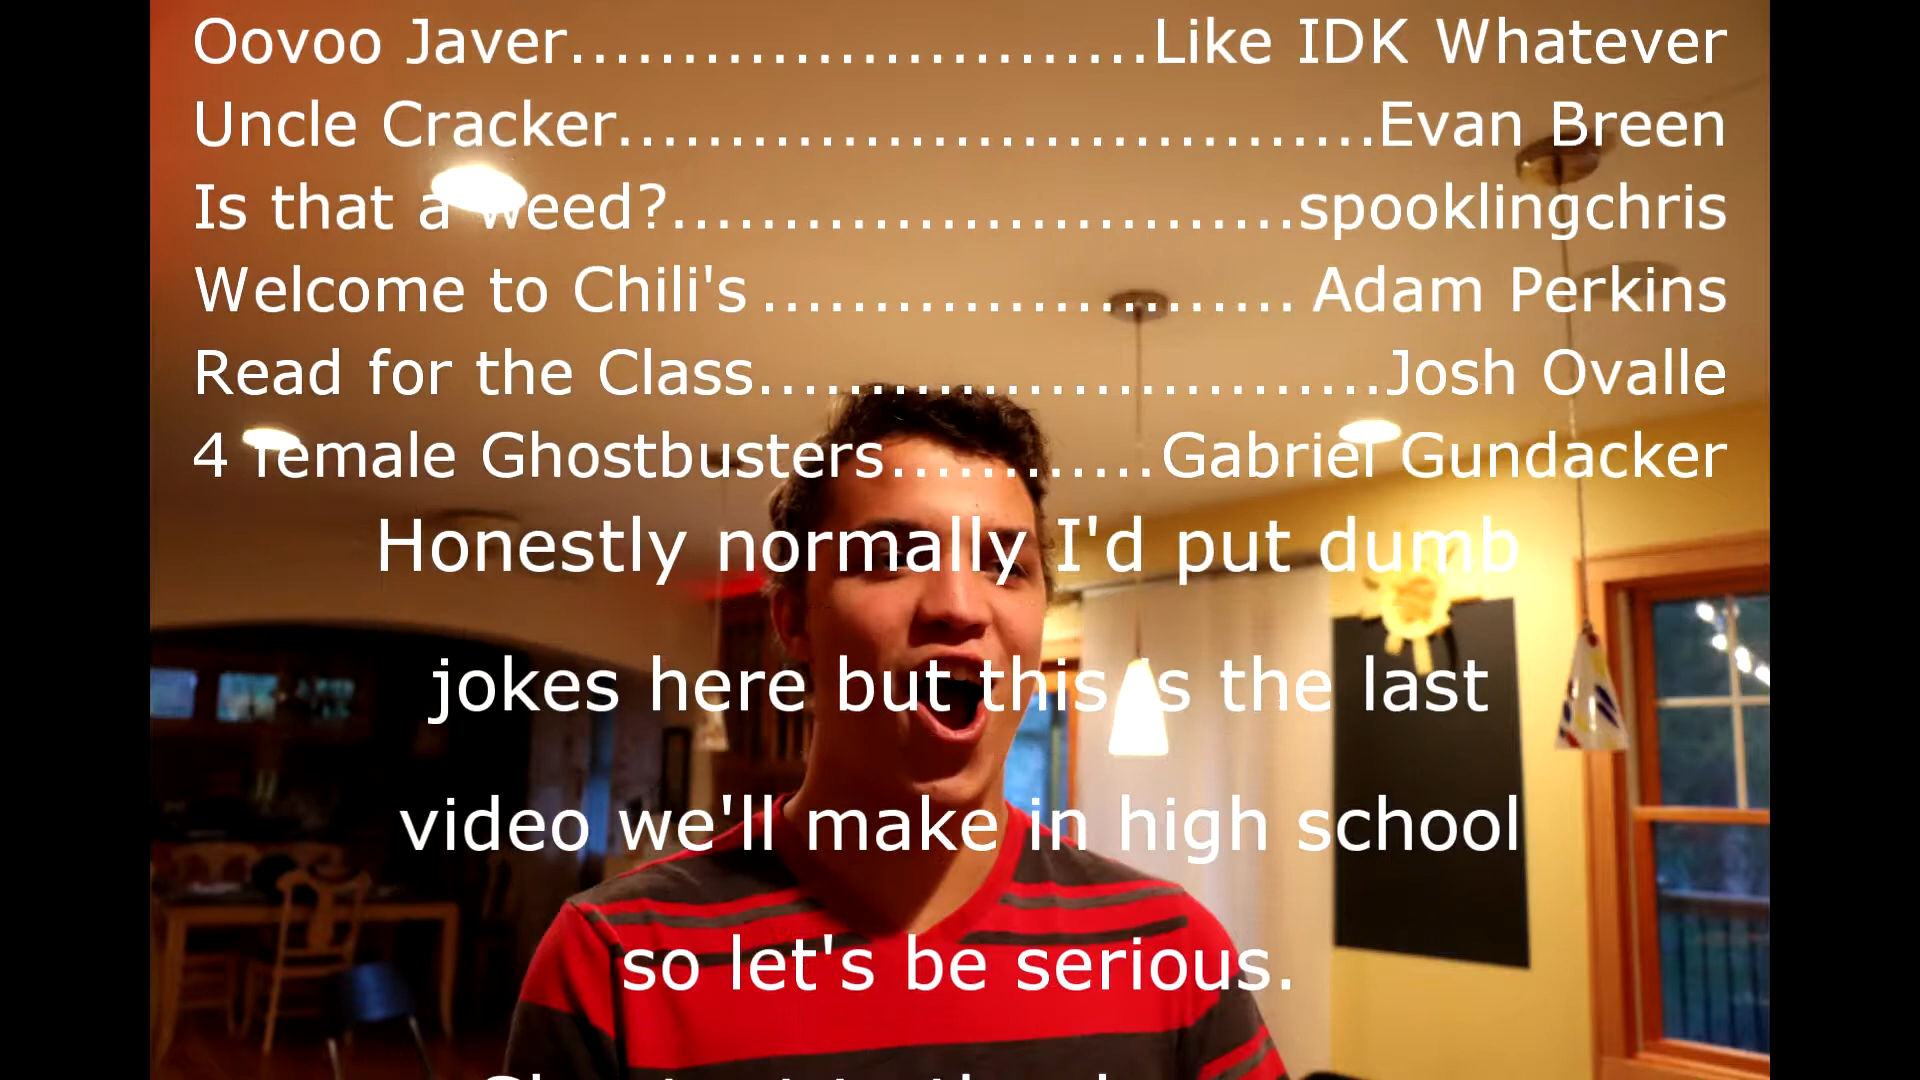 Oovoo Javer..........................Like IDK Whatever
Uncle Cracker..................................Evan Breen
Is that a weed?............................spooklingchris
Welcome to Chili's ........................ Adam Perkins
Read for the Class............................Josh Ovalle
4 female Ghostbusters............Gabriel Gundacker
Honestly normally I'd put dumb
jokes here but this is the last
video we'll make in high school
so let's be serious.